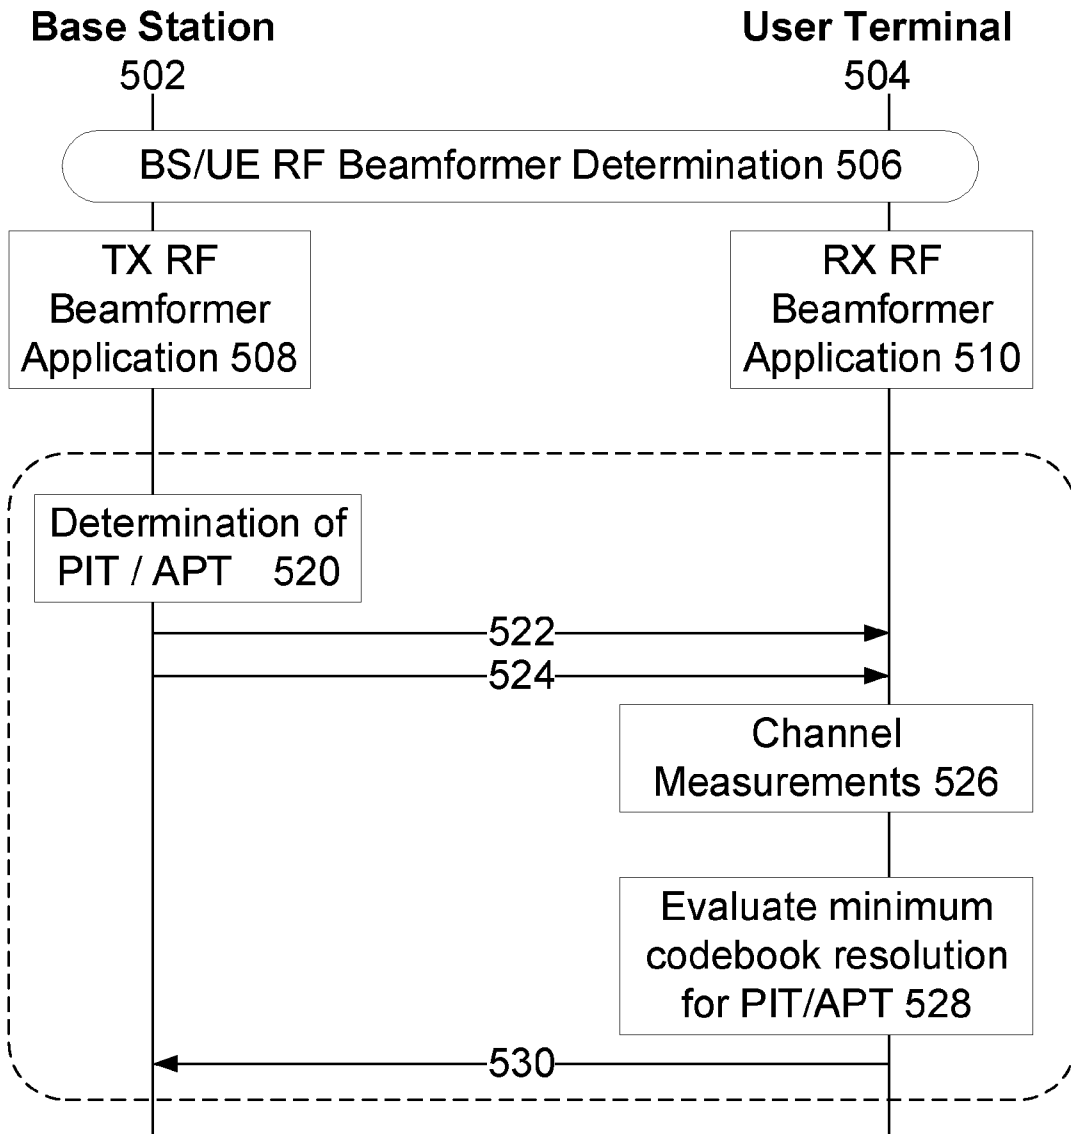 Base Station
502
User Terminal
504
BS/UE RF Beamformer Determination 506
TX RF
Beamformer
Application 508
RX RF
Beamformer
Application 510
Determination of
PIT / APT 520
522
524
Channel
Measurements 526
Evaluate minimum
codebook resolution
for PIT/APT 528
530